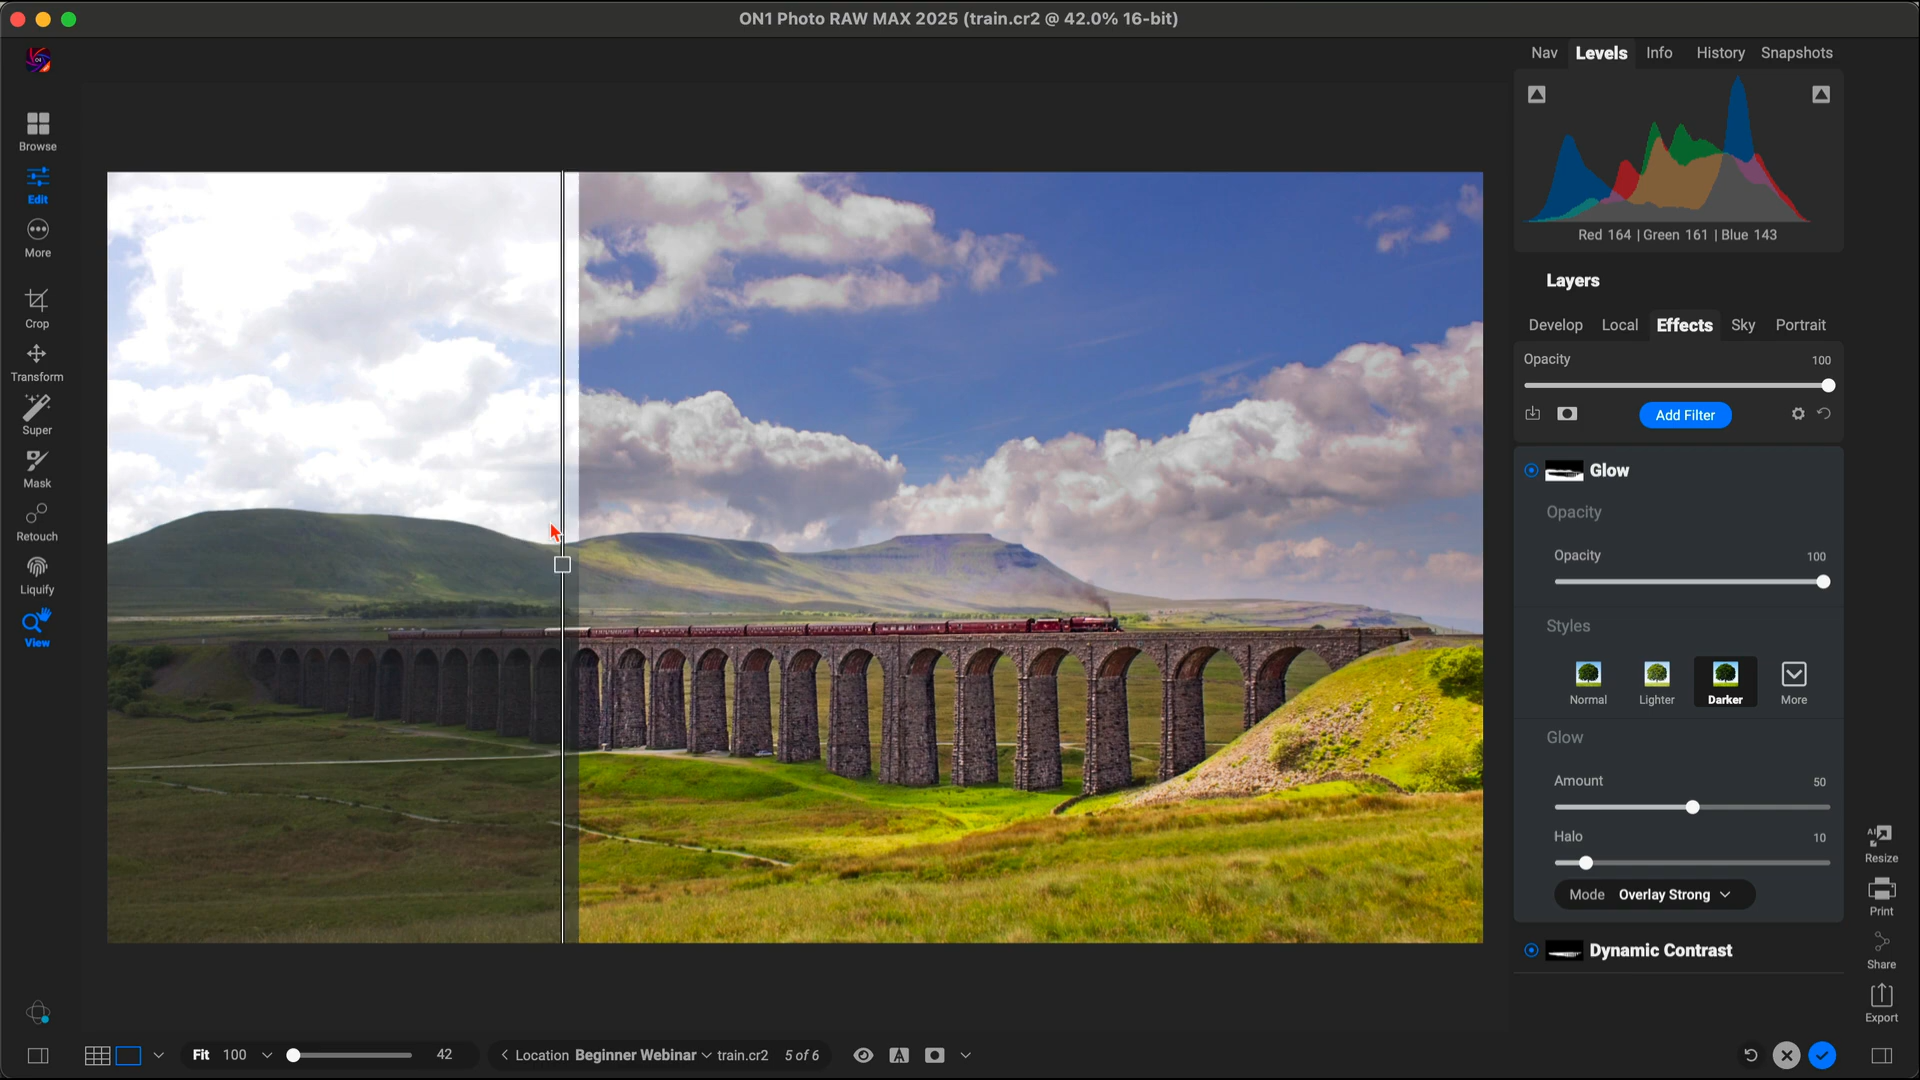 ON1 Photo RAW MAX 2025 (train.cr2 @ 42.0% 16-bit)
Nav Levels Info History Snapshots
Browse
Edit
More
Crop
Transform
Super
Mask
Retouch
Liquify
View
Red 164 | Green 161 | Blue 143
Layers
Develop Local Effects Sky Portrait
Opacity 100
Add Filter
Glow
Opacity
Opacity 100
Styles
Normal Lighter Darker More
Glow
Amount 50
Halo 10
Mode Overlay Strong
Dynamic Contrast
AI
Resize
Print
Share
Export
Fit 100 42 Location Beginner Webinar train.cr2 5 of 6 A